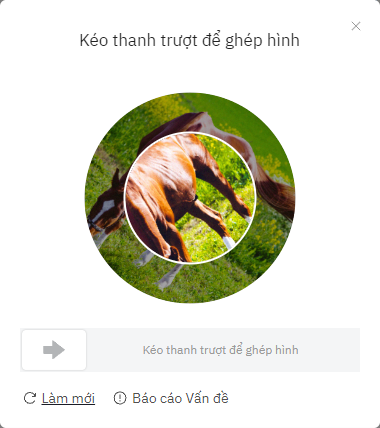 Kéo thanh trượt để ghép hình
Kéo thanh trượt để ghép hình
Làm mới
Báo cáo Vấn đề